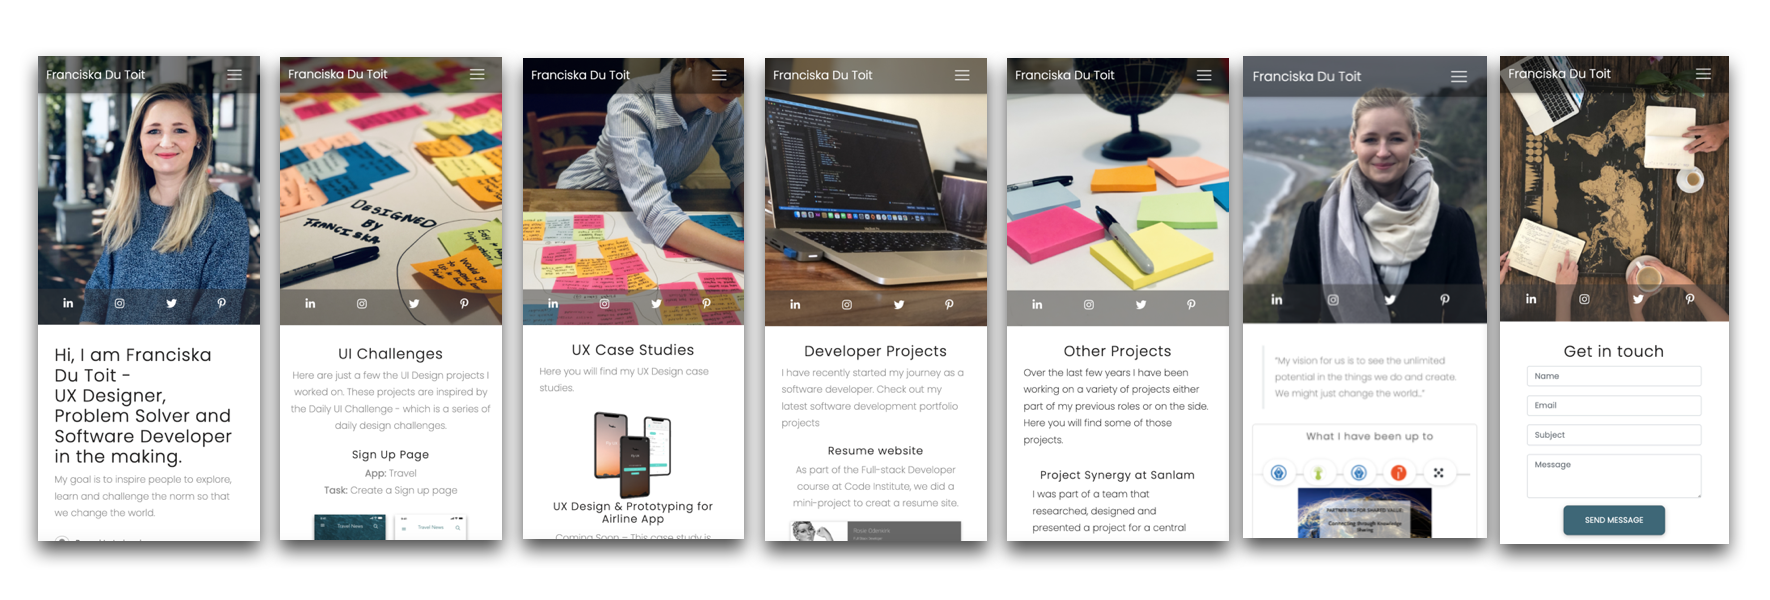 Franciska Du Toit
in
Hi, I am Franciska
Du Toit -
UX Designer,
Problem Solver and
Software Developer
in the making.
My goal is to inspire people to explore,
learn and challenge the norm so that
we change the world.
Franciska Du Toit
DESIGNED
BY
FRANCISKA
in
UI Challenges
Here are just a few the UI Design projects I
worked on. These projects are inspired by
the Daily UI Challenge - which is a series of
daily design challenges.
Sign Up Page
App: Travel
Task: Create a Sign up page
Travel News
Travel News
Franciska Du Toit
in
UX Case Studies
Here you will find my UX Design case
studies.
UX Design & Prototyping for
Airline App
Coming Soon – This case study is
Franciska Du Toit
in
Developer Projects
I have recently started my journey as a
software developer. Check out my
latest software development portfolio
projects
Resume website
As part of the Full-stack Developer
course at Code Institute, we did a
mini-project to creat a resume site.
Franciska Du Toit
in
Other Projects
Over the last few years I have been
working on a variety of projects either
part of my previous roles or on the side.
Here you will find some of those
projects.
Project Synergy at Sanlam
I was part of a team that
researched, designed and
presented a project for a central
Franciska Du Toit
in
"My vision for us is to see the unlimited
potential in the things we do and create.
We might just change the world..."
What I have been up to
PARTNERING FOR SHARED VALUE:
Connecting through Knowledge
Sharing
Franciska Du Toit
in
Get in touch
Name
Email
Subject
Message
SEND MESSAGE